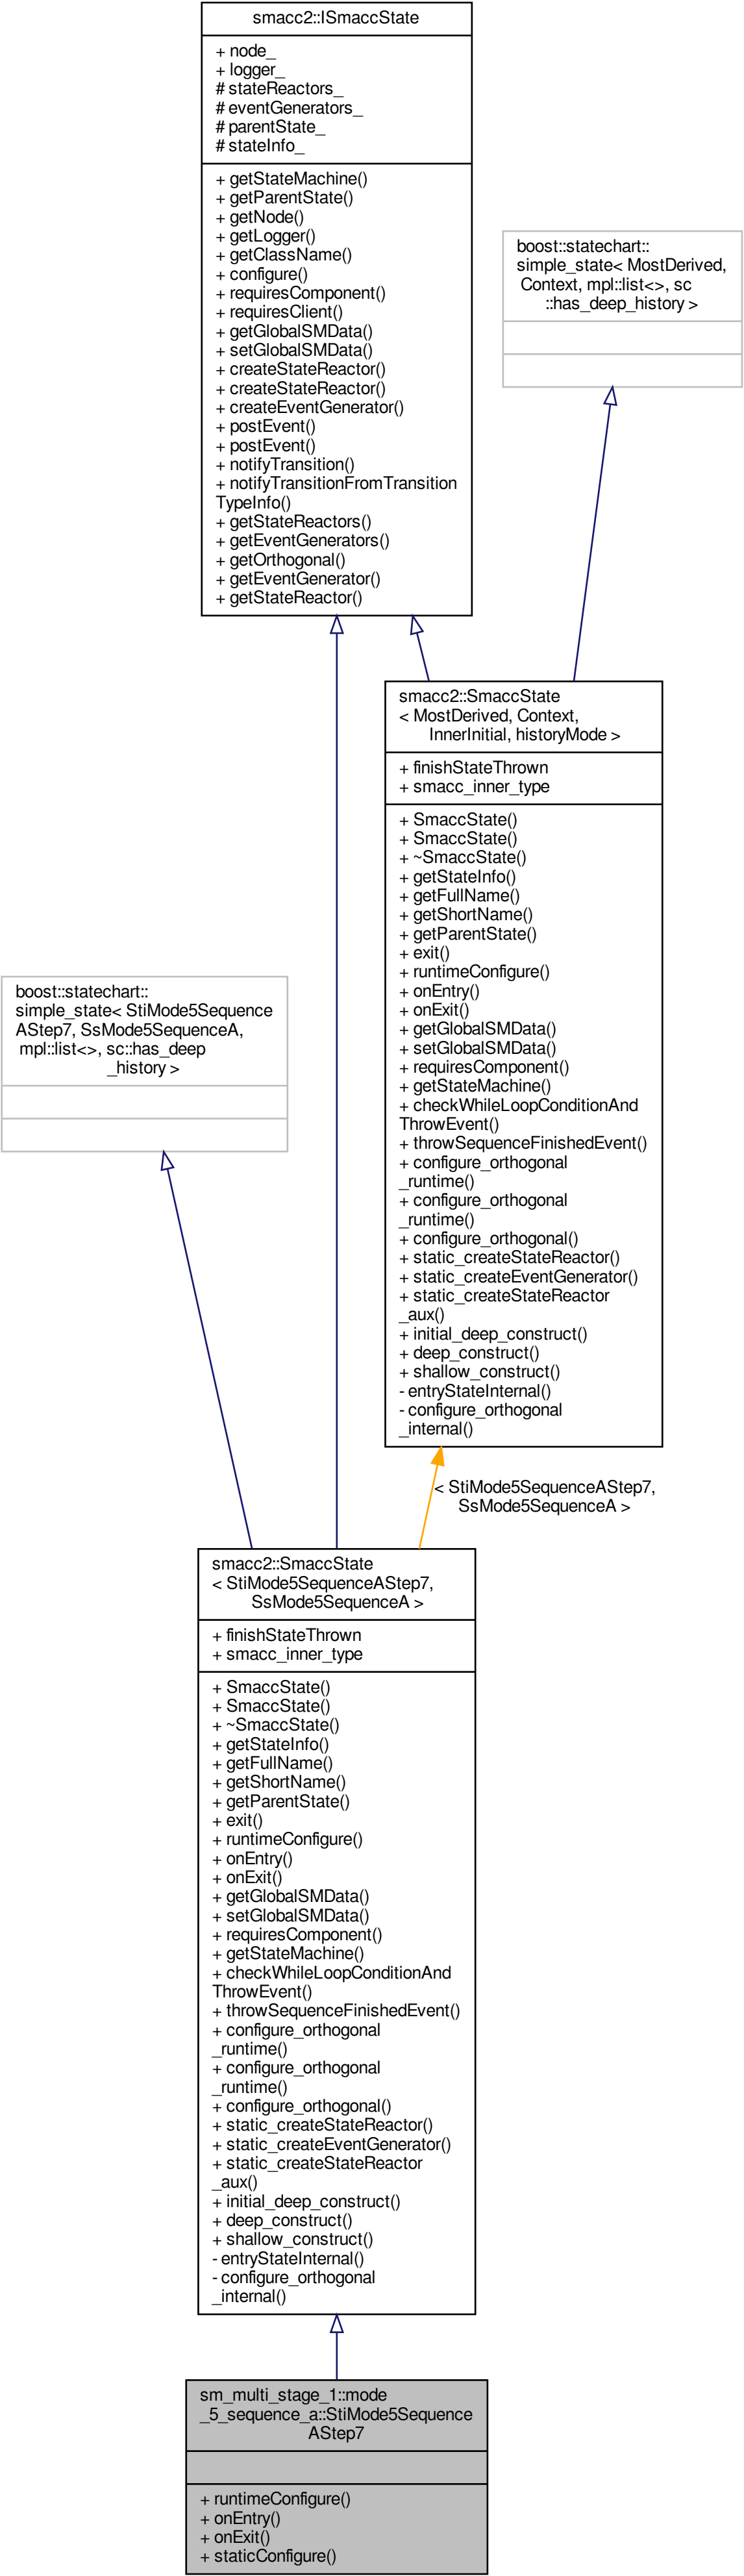 smacc2::ISmaccState
+ node_
+ logger_
# stateReactors_
# eventGenerators_
# parentState_
# stateInfo_
+ getStateMachine()
+ getParentState()
+ getNode()
+ getLogger()
+ getClassName()
+ configure()
+ requiresComponent()
+ requiresClient()
+ getGlobalSMData()
+ setGlobalSMData()
+ createStateReactor()
+ createStateReactor()
+ createEventGenerator()
+ postEvent()
+ postEvent()
+ notifyTransition()
+ notifyTransitionFromTransition
TypeInfo()
+ getStateReactors()
+ getEventGenerators()
+ getOrthogonal()
+ getEventGenerator()
+ getStateReactor()
boost::statechart::
simple_state< MostDerived,
Context, mpl::list<>, sc
::has_deep_history >
smacc2::SmaccState
< MostDerived, Context,
InnerInitial, historyMode >
+ finishStateThrown
+ smacc_inner_type
+ SmaccState()
+ SmaccState()
+ ~SmaccState()
+ getStateInfo()
+ getFullName()
+ getShortName()
+ getParentState()
+ exit()
+ runtimeConfigure()
+ onEntry()
+ onExit()
+ getGlobalSMData()
+ setGlobalSMData()
+ requiresComponent()
+ getStateMachine()
+ checkWhileLoopConditionAnd
ThrowEvent()
+ throwSequenceFinishedEvent()
+ configure_orthogonal
_runtime()
+ configure_orthogonal
_runtime()
+ configure_orthogonal()
+ static_createStateReactor()
+ static_createEventGenerator()
+ static_createStateReactor
_aux()
+ initial_deep_construct()
+ deep_construct()
+ shallow_construct()
- entryStateInternal()
- configure_orthogonal
_internal()
boost::statechart::
simple_state< StiMode5Sequence
AStep7, SsMode5SequenceA,
mpl::list<>, sc::has_deep
_history >
< StiMode5SequenceAStep7,
SsMode5SequenceA >
smacc2::SmaccState
< StiMode5SequenceAStep7,
SsMode5SequenceA >
+ finishStateThrown
+ smacc_inner_type
+ SmaccState()
+ SmaccState()
+ ~SmaccState()
+ getStateInfo()
+ getFullName()
+ getShortName()
+ getParentState()
+ exit()
+ runtimeConfigure()
+ onEntry()
+ onExit()
+ getGlobalSMData()
+ setGlobalSMData()
+ requiresComponent()
+ getStateMachine()
+ checkWhileLoopConditionAnd
ThrowEvent()
+ throwSequenceFinishedEvent()
+ configure_orthogonal
_runtime()
+ configure_orthogonal
_runtime()
+ configure_orthogonal()
+ static_createStateReactor()
+ static_createEventGenerator()
+ static_createStateReactor
_aux()
+ initial_deep_construct()
+ deep_construct()
+ shallow_construct()
- entryStateInternal()
- configure_orthogonal
_internal()
sm_multi_stage_1::mode
_5_sequence_a::StiMode5Sequence
AStep7
+ runtimeConfigure()
+ onEntry()
+ onExit()
+ staticConfigure()